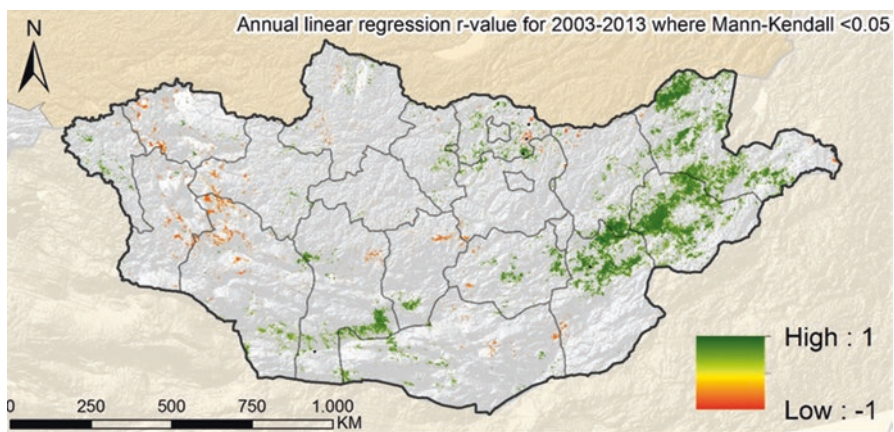 Annual linear regression r-value for 2003-2013 where Mann-Kendall <0.05
N
High : 1
Low : -1
0 250 500 750 1.000
KM